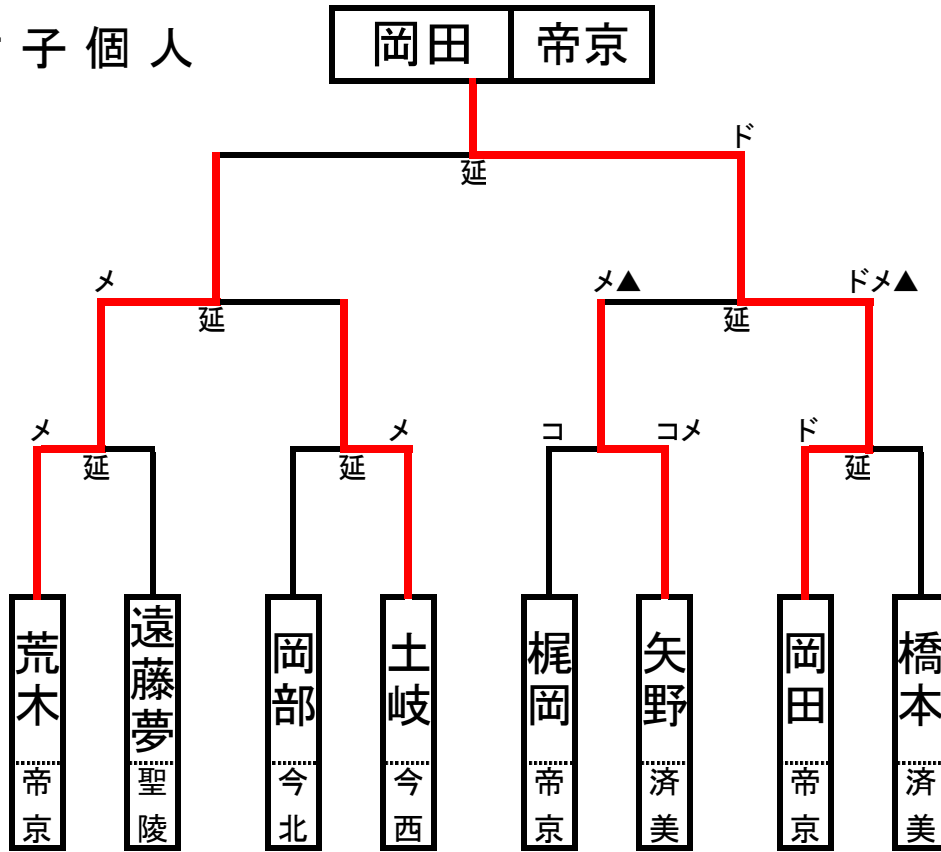 子個人
岡田 帝京
ド
延
メ メ▲ ドメ▲
延 延
メ メ コ コメ ド
延 延 延
荒木 遠藤夢 岡部 土岐 梶岡 矢野 岡田 橋本
帝京 聖陵 今北 今西 帝京 済美 帝京 済美